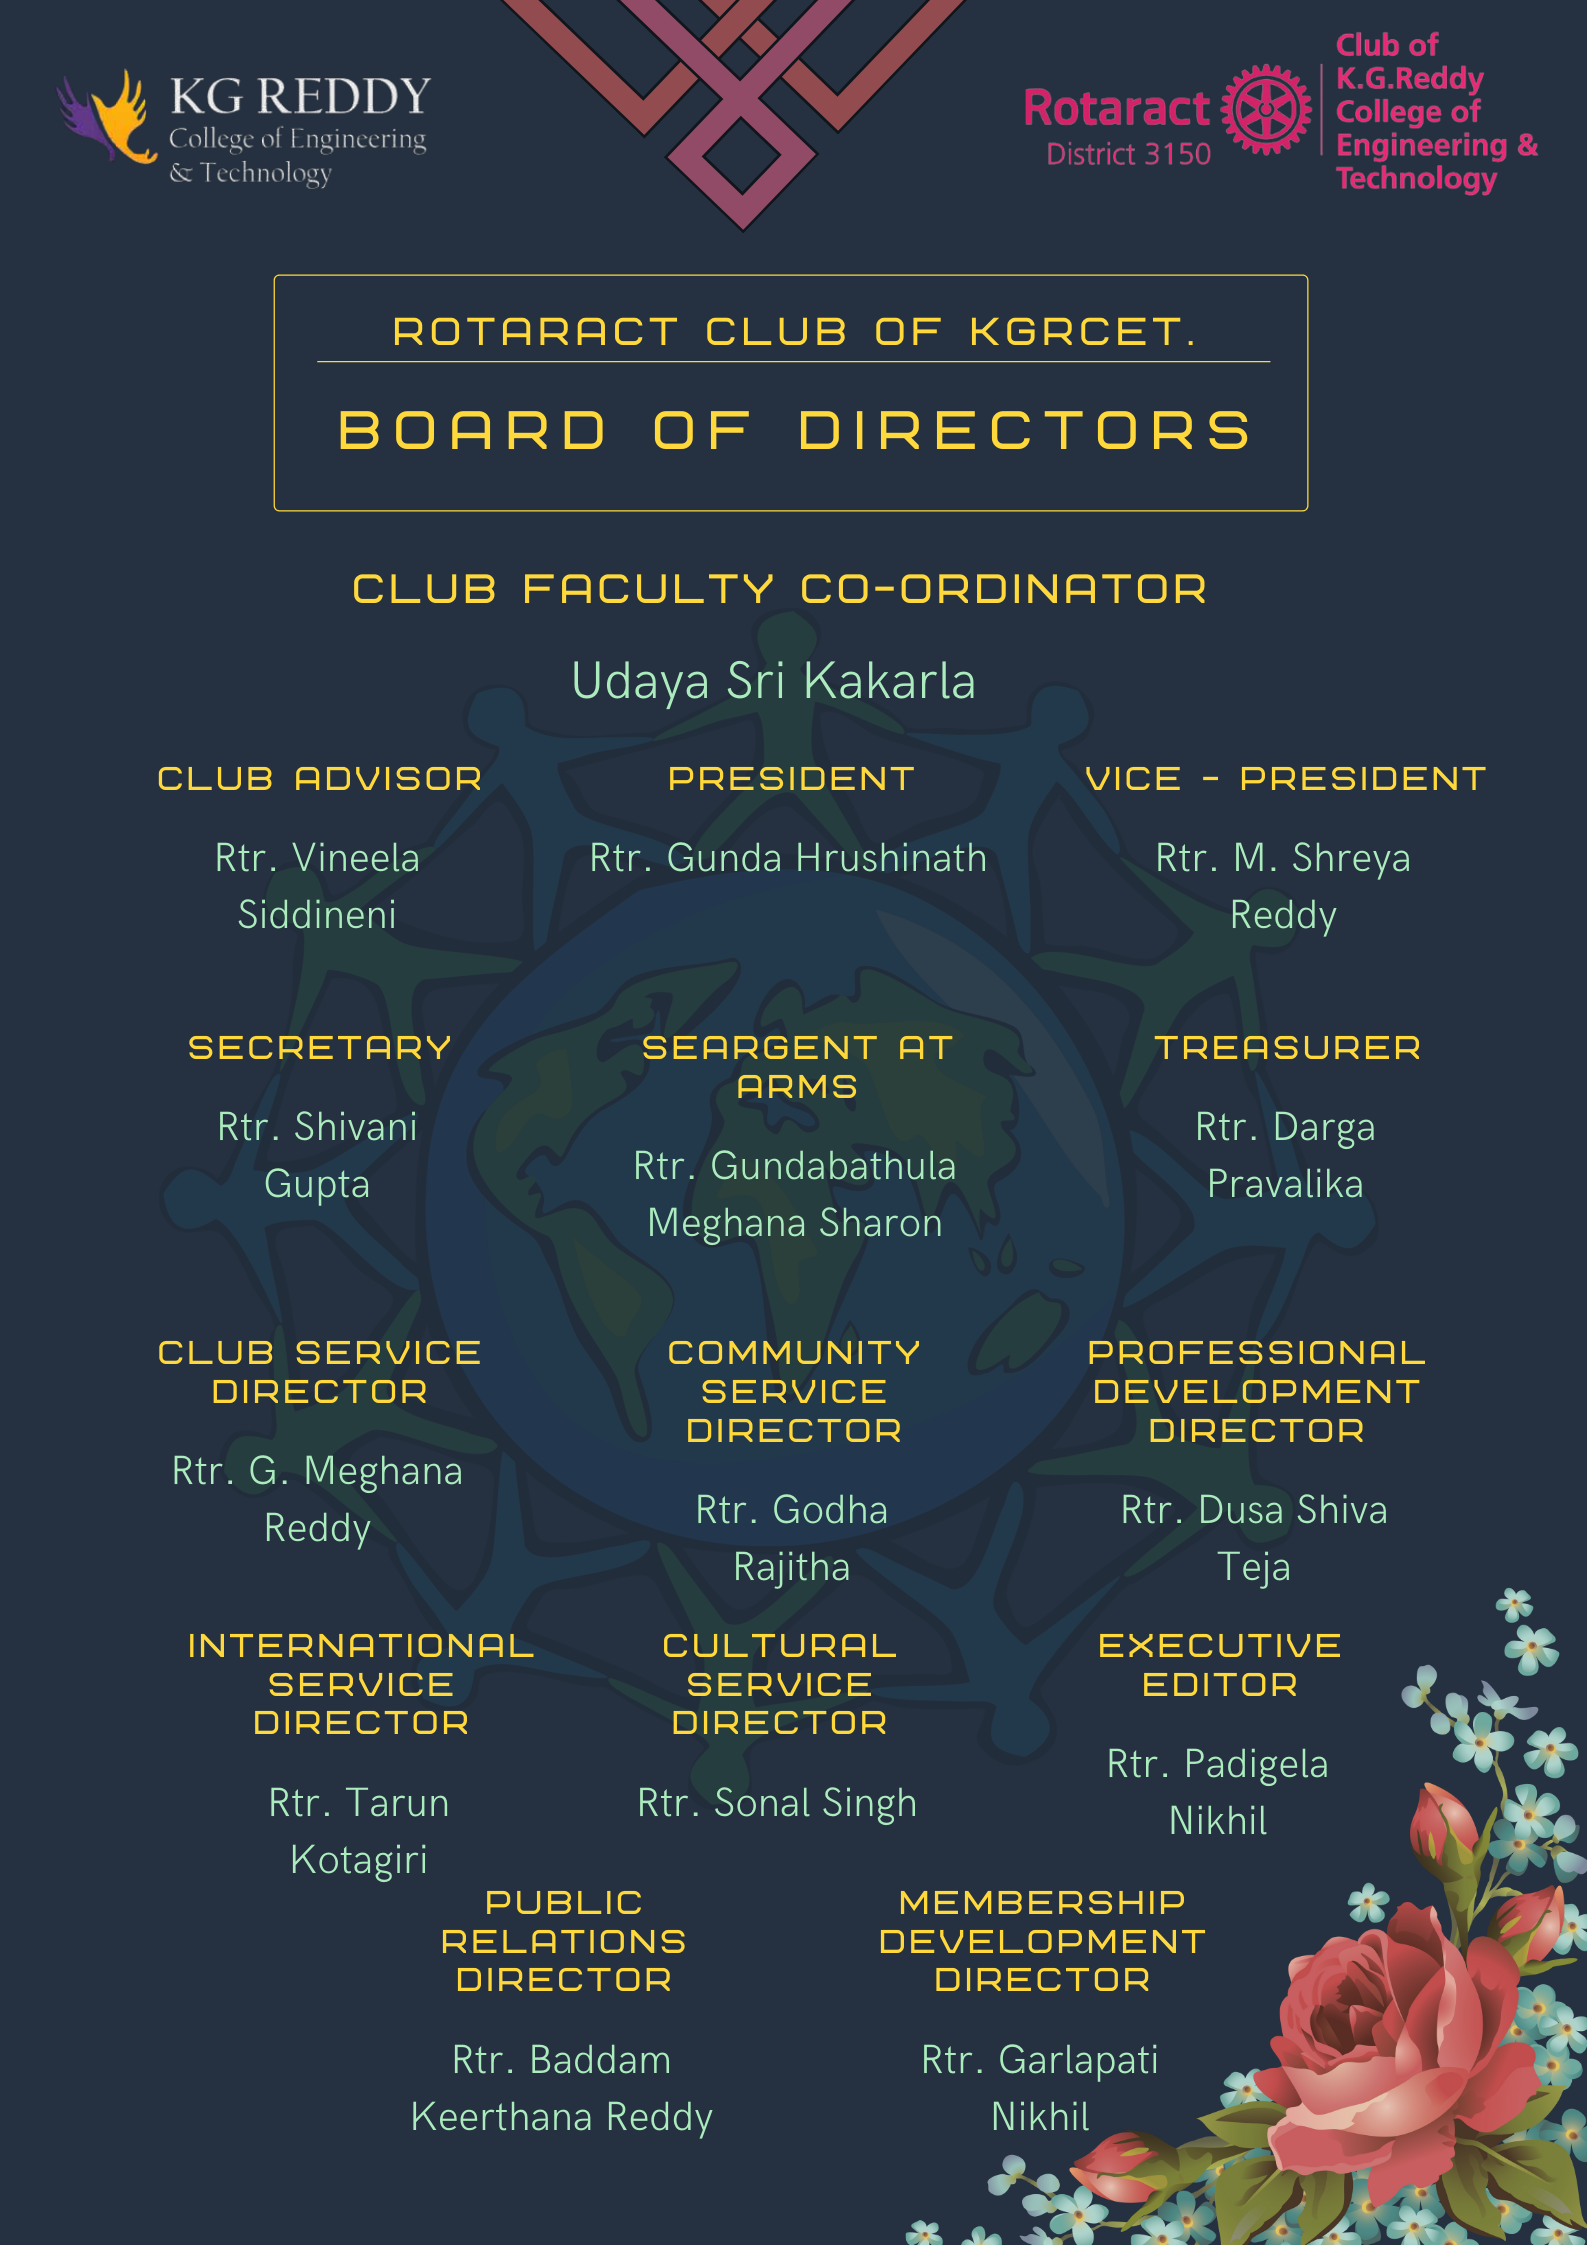 KG REDDY
College of Engineering
& Technology
Rotaract
District 3150
Club of
K.G.Reddy
College of
Engineering &
Technology
ROTARACT CLUB OF KGRCET.
BOARD OF DIRECTORS
CLUB FACULTY CO-ORDINATOR
Udaya Sri Kakarla
CLUB ADVISOR
Rtr. Vineela
Siddineni
PRESIDENT
Rtr. Gunda Hrushinath
VICE - PRESIDENT
Rtr. M. Shreya
Reddy
SECRETARY
Rtr. Shivani
Gupta
SEARGENT AT
ARMS
Rtr. Gundabathula
Meghana Sharon
TREASURER
Rtr. Darga
Pravalika
CLUB SERVICE
DIRECTOR
Rtr. G. Meghana
Reddy
COMMUNITY
SERVICE
DIRECTOR
Rtr. Godha
Rajitha
PROFESSIONAL
DEVELOPMENT
DIRECTOR
Rtr. Dusa Shiva
Teja
INTERNATIONAL
SERVICE
DIRECTOR
Rtr. Tarun
Kotagiri
CULTURAL
SERVICE
DIRECTOR
Rtr. Sonal Singh
EXECUTIVE
EDITOR
Rtr. Padigela
Nikhil
PUBLIC
RELATIONS
DIRECTOR
Rtr. Baddam
Keerthana Reddy
MEMBERSHIP
DEVELOPMENT
DIRECTOR
Rtr. Garlapati
Nikhil